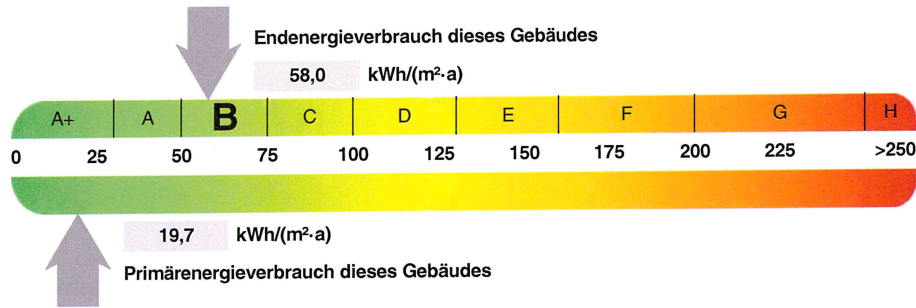 Endenergieverbrauch dieses Gebäudes
58,0 kWh/(m²·a)
A+ A B C D E F G H
0 25 50 75 100 125 150 175 200 225 >250
19,7 kWh/(m²·a)
Primärenergieverbrauch dieses Gebäudes